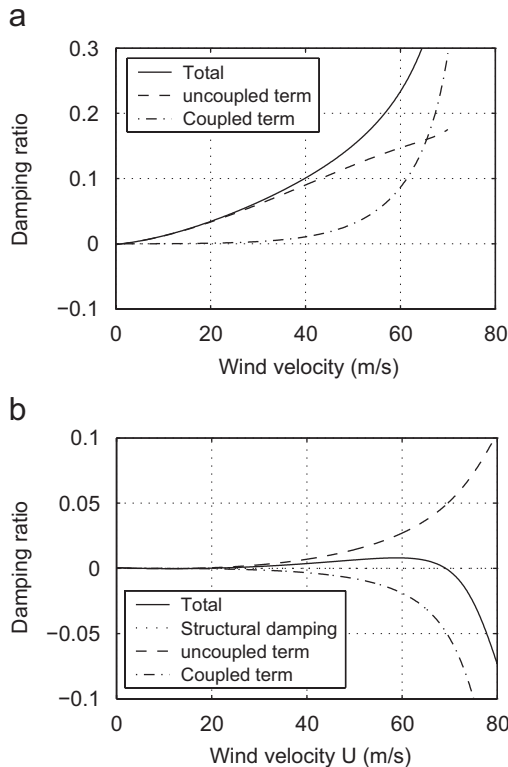 a
0.3
0.2
0.1
0
−0.1
Damping ratio
Total
uncoupled term
Coupled term
0 20 40 60 80
Wind velocity (m/s)
b
0.1
0.05
0
−0.05
−0.1
Damping ratio
Total
Structural damping
uncoupled term
Coupled term
0 20 40 60 80
Wind velocity U (m/s)